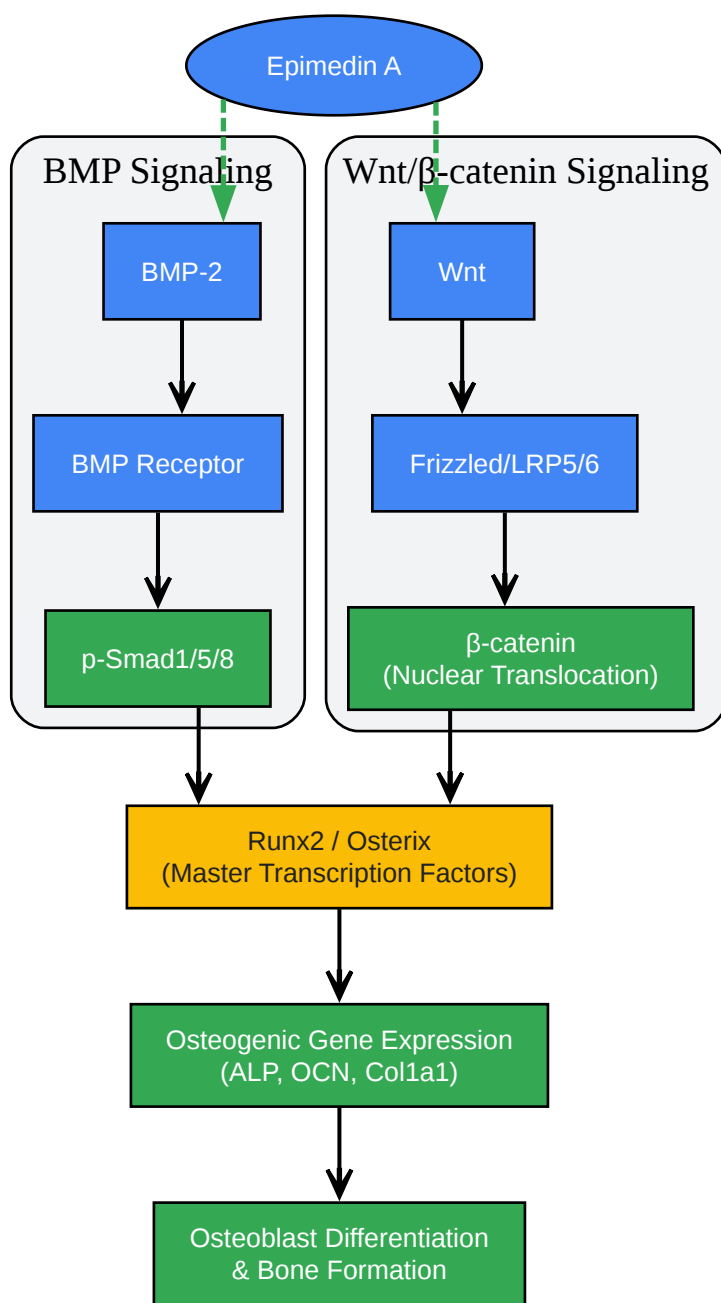 Epimedin A
BMP Signaling
Wnt/β-catenin Signaling
BMP-2
Wnt
BMP Receptor
Frizzled/LRP5/6
p-Smad1/5/8
β-catenin
(Nuclear Translocation)
Runx2 / Osterix
(Master Transcription Factors)
Osteogenic Gene Expression
(ALP, OCN, Col1a1)
Osteoblast Differentiation
& Bone Formation